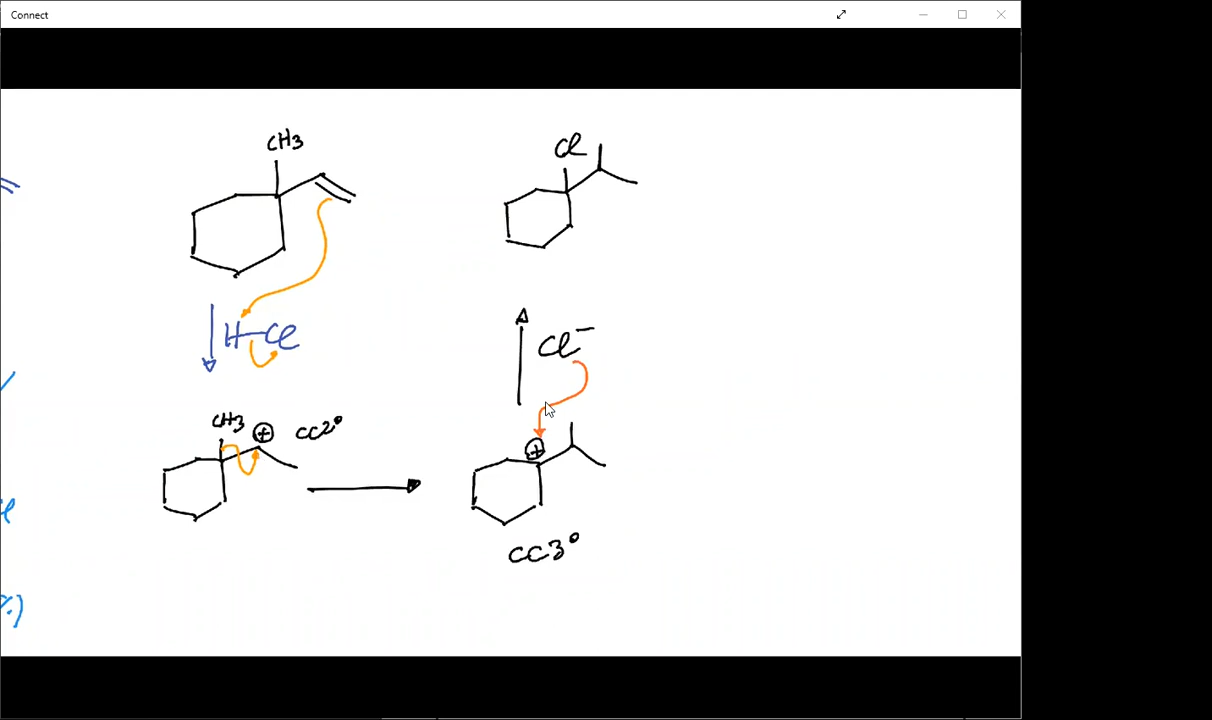 Connect
CH3
Cl
H-Cl
Cl⁻
CH3 ⊕ CC2°
⊕
CC3°